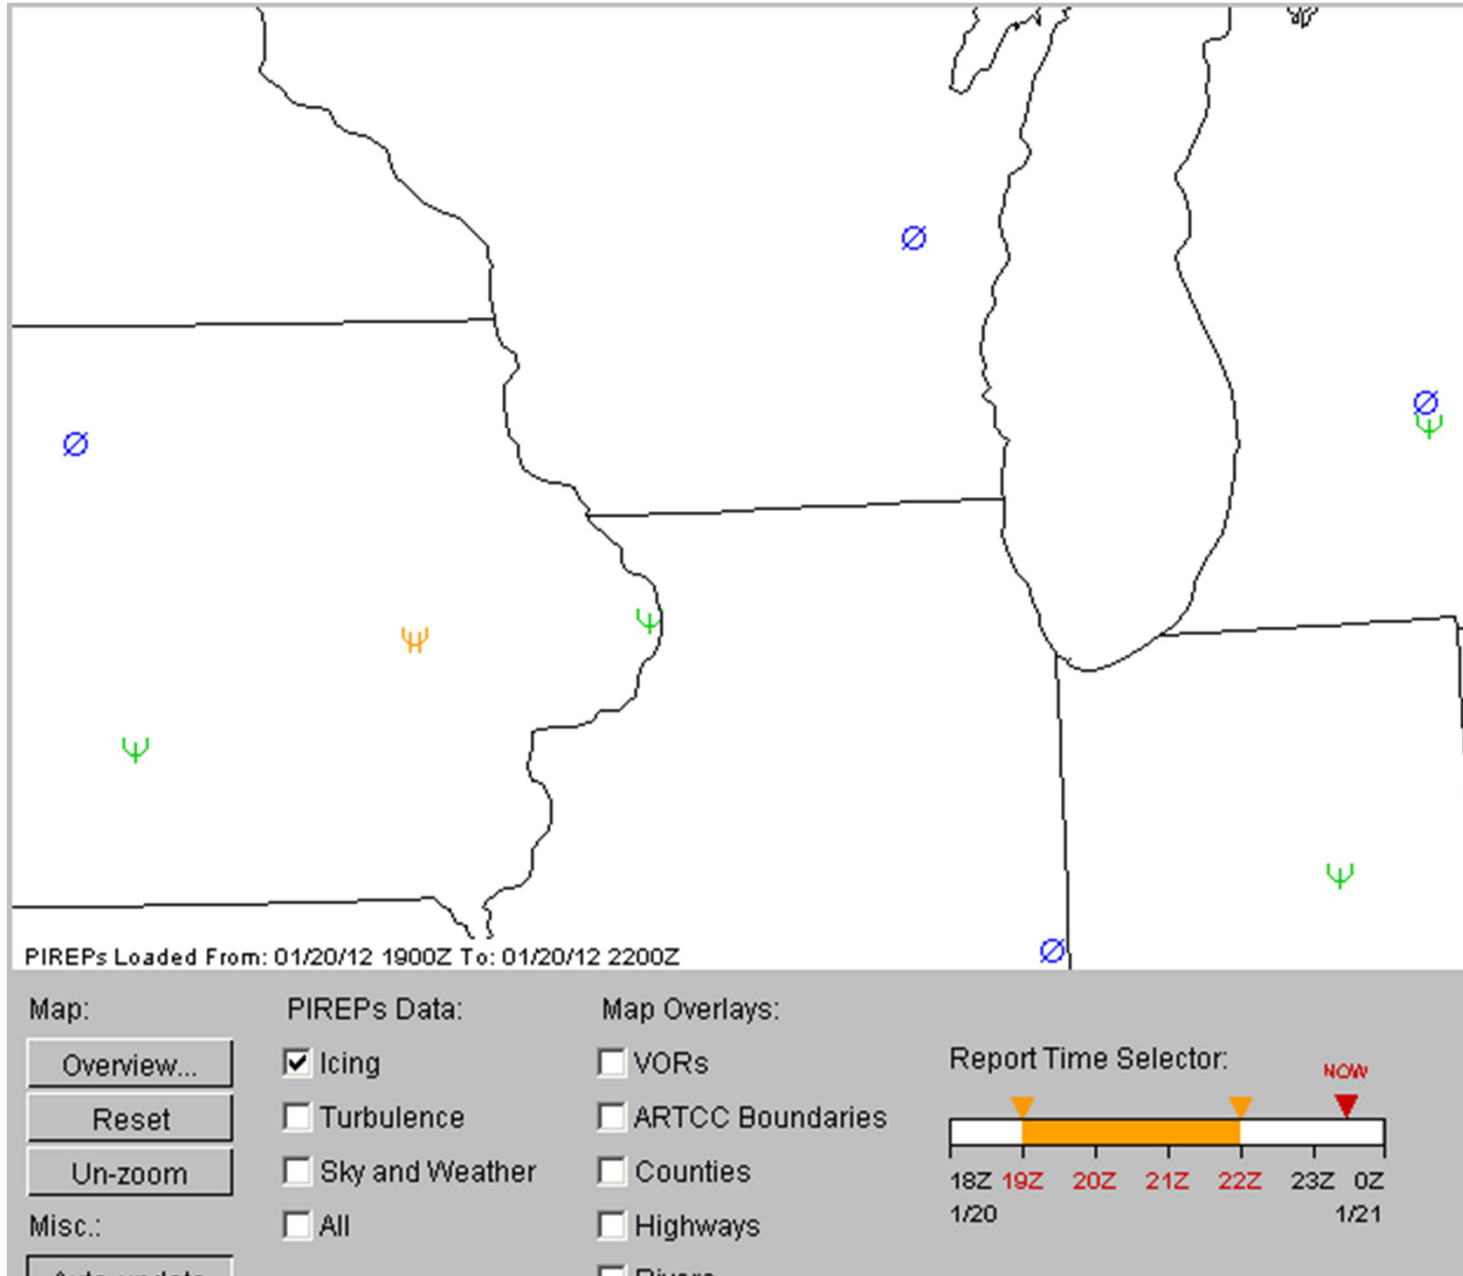 PIREPs Loaded From: 01/20/12 1900Z To: 01/20/12 2200Z
Map:
Overview...
Reset
Un-zoom
Misc.:
PIREPs Data:
Icing
Turbulence
Sky and Weather
All
Map Overlays:
VORs
ARTCC Boundaries
Counties
Highways
Report Time Selector:
NOW
18Z 19Z 20Z 21Z 22Z 23Z 0Z
1/20 1/21